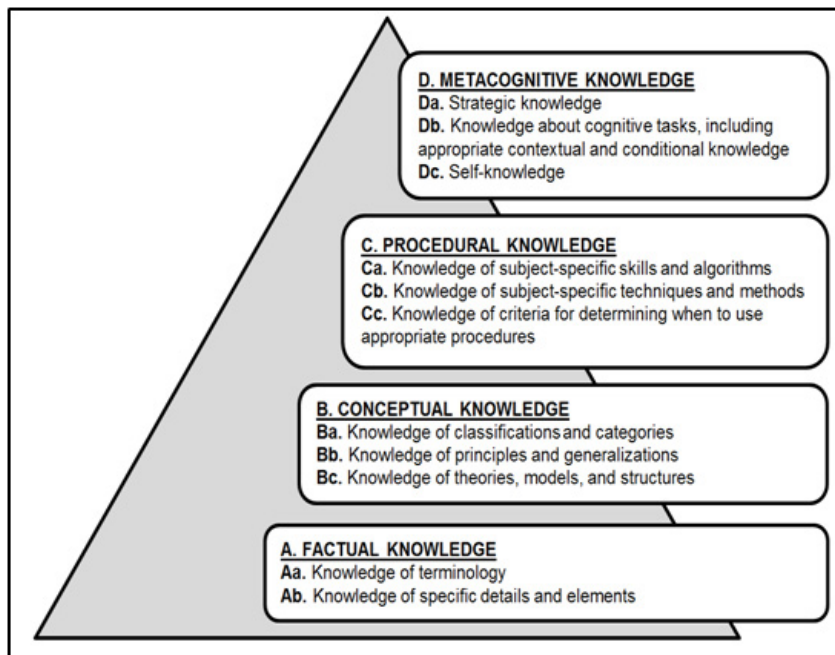 D. METACOGNITIVE KNOWLEDGE
Da. Strategic knowledge
Db. Knowledge about cognitive tasks, including
appropriate contextual and conditional knowledge
Dc. Self-knowledge
C. PROCEDURAL KNOWLEDGE
Ca. Knowledge of subject-specific skills and algorithms
Cb. Knowledge of subject-specific techniques and methods
Cc. Knowledge of criteria for determining when to use
appropriate procedures
B. CONCEPTUAL KNOWLEDGE
Ba. Knowledge of classifications and categories
Bb. Knowledge of principles and generalizations
Bc. Knowledge of theories, models, and structures
A. FACTUAL KNOWLEDGE
Aa. Knowledge of terminology
Ab. Knowledge of specific details and elements